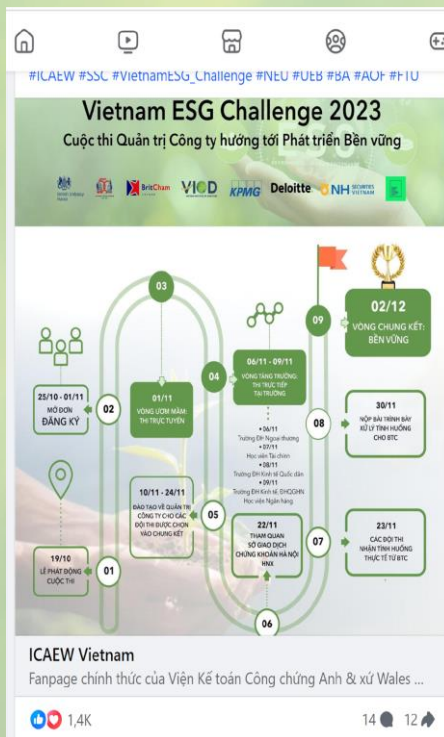 #ICAEW #SSC #VietnamESG_Challenge #NEU #UEB #BA #AOF #FTU
Vietnam ESG Challenge 2023
Cuộc thi Quản trị Công ty hướng tới Phát triển Bền vững
BritCham
VIOD
KPMG
Deloitte
NH SECURITIES
VIETNAM
19/10
LỄ PHÁT ĐỘNG
CUỘC THI
01
25/10 - 01/11
MỞ ĐƠN
ĐĂNG KÝ
02
03
01/11
VÒNG ƯƠM MẦM:
THI TRỰC TUYẾN
04
06/11 - 09/11
VÒNG TĂNG TRƯỞNG:
THI TRỰC TIẾP
TẠI TRƯỜNG
• 06/11
Trường ĐH Ngoại thương
• 07/11
Học viện Tài chính
• 08/11
Trường ĐH Kinh tế Quốc dân
• 09/11
Trường ĐH Kinh tế, ĐHQGHN
Học viện Ngân hàng
05
10/11 - 24/11
ĐÀO TẠO VỀ QUẢN TRỊ
CÔNG TY CHO CÁC
ĐỘI THI ĐƯỢC CHỌN
VÀO CHUNG KẾT
06
22/11
THAM QUAN
SỞ GIAO DỊCH
CHỨNG KHOÁN HÀ NỘI
HNX
07
23/11
CÁC ĐỘI THI
NHẬN TÌNH HUỐNG
THỰC TẾ TỪ BTC
08
30/11
NỘP BÀI TRÌNH BÀY
XỬ LÝ TÌNH HUỐNG
CHO BTC
09
02/12
VÒNG CHUNG KẾT:
BỀN VỮNG
ICAEW Vietnam
Fanpage chính thức của Viện Kế toán Công chứng Anh & xứ Wales ...
1,4K
14
12